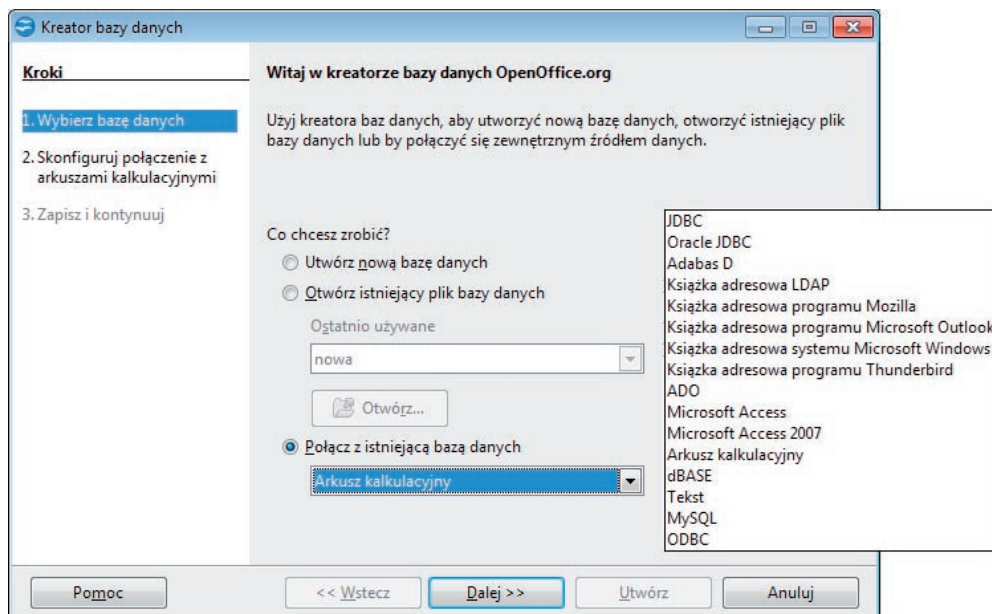 Kreator bazy danych
Kroki
1. Wybierz bazę danych
2. Skonfiguruj połączenie z
arkuszami kalkulacyjnymi
3. Zapisz i kontynuuj
Witaj w kreatorze bazy danych OpenOffice.org
Użyj kreatora baz danych, aby utworzyć nową bazę danych, otworzyć istniejący plik
bazy danych lub by połączyć się zewnętrznym źródłem danych.
Co chcesz zrobić?
Utwórz nową bazę danych
Otwórz istniejący plik bazy danych
Ostatnio używane
nowa
Otwórz...
Połącz z istniejącą bazą danych
Arkusz kalkulacyjny
JDBC
Oracle JDBC
Adabas D
Książka adresowa LDAP
Książka adresowa programu Mozilla
Książka adresowa programu Microsoft Outlook
Książka adresowa systemu Microsoft Windows
Książka adresowa programu Thunderbird
ADO
Microsoft Access
Microsoft Access 2007
Arkusz kalkulacyjny
dBASE
Tekst
MySQL
ODBC
Pomoc
<< Wstecz
Dalej >>
Utwórz
Anuluj